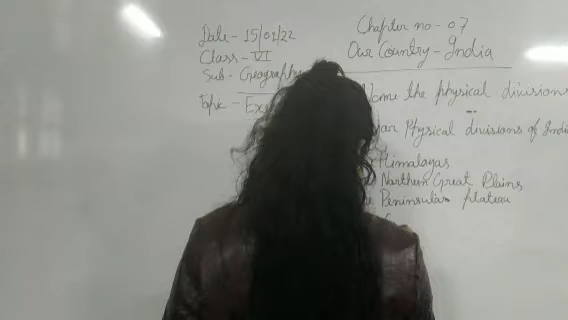 Date - 15/01/22
Class - VI
Sub - Geography
Topic - Ex
Chapter no - 07
Our Country - India
Name the physical divisions
Physical divisions of Indi
Himalayas
Northern Great Plains
Peninsular plateau